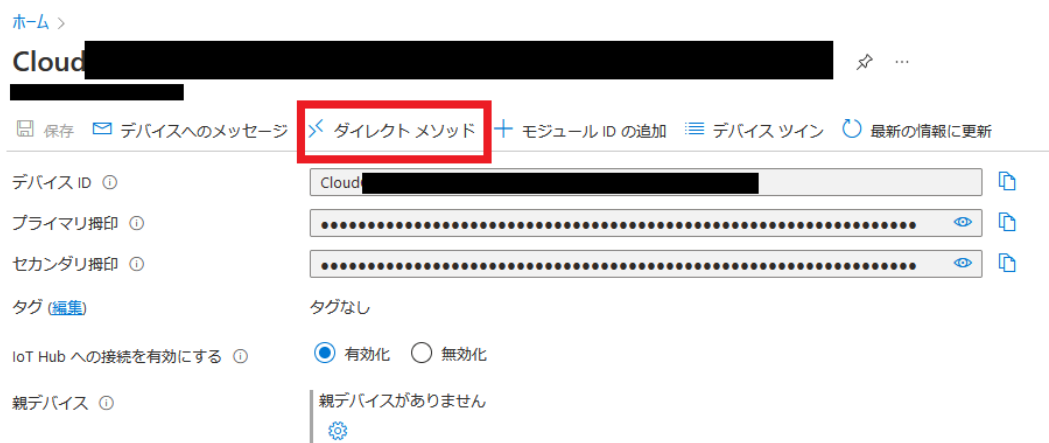 ホーム >
Cloud
保存 デバイスへのメッセージ ダイレクト メソッド モジュール ID の追加 デバイス ツイン 最新の情報に更新
デバイス ID Cloud
プライマリ拇印 ••••••••••••••••••••••••••••••••••••••••••••••••••••••••••••••••
セカンダリ拇印 ••••••••••••••••••••••••••••••••••••••••••••••••••••••••••••••••
タグ (編集) タグなし
IoT Hub への接続を有効にする 有効化 無効化
親デバイス 親デバイスがありません